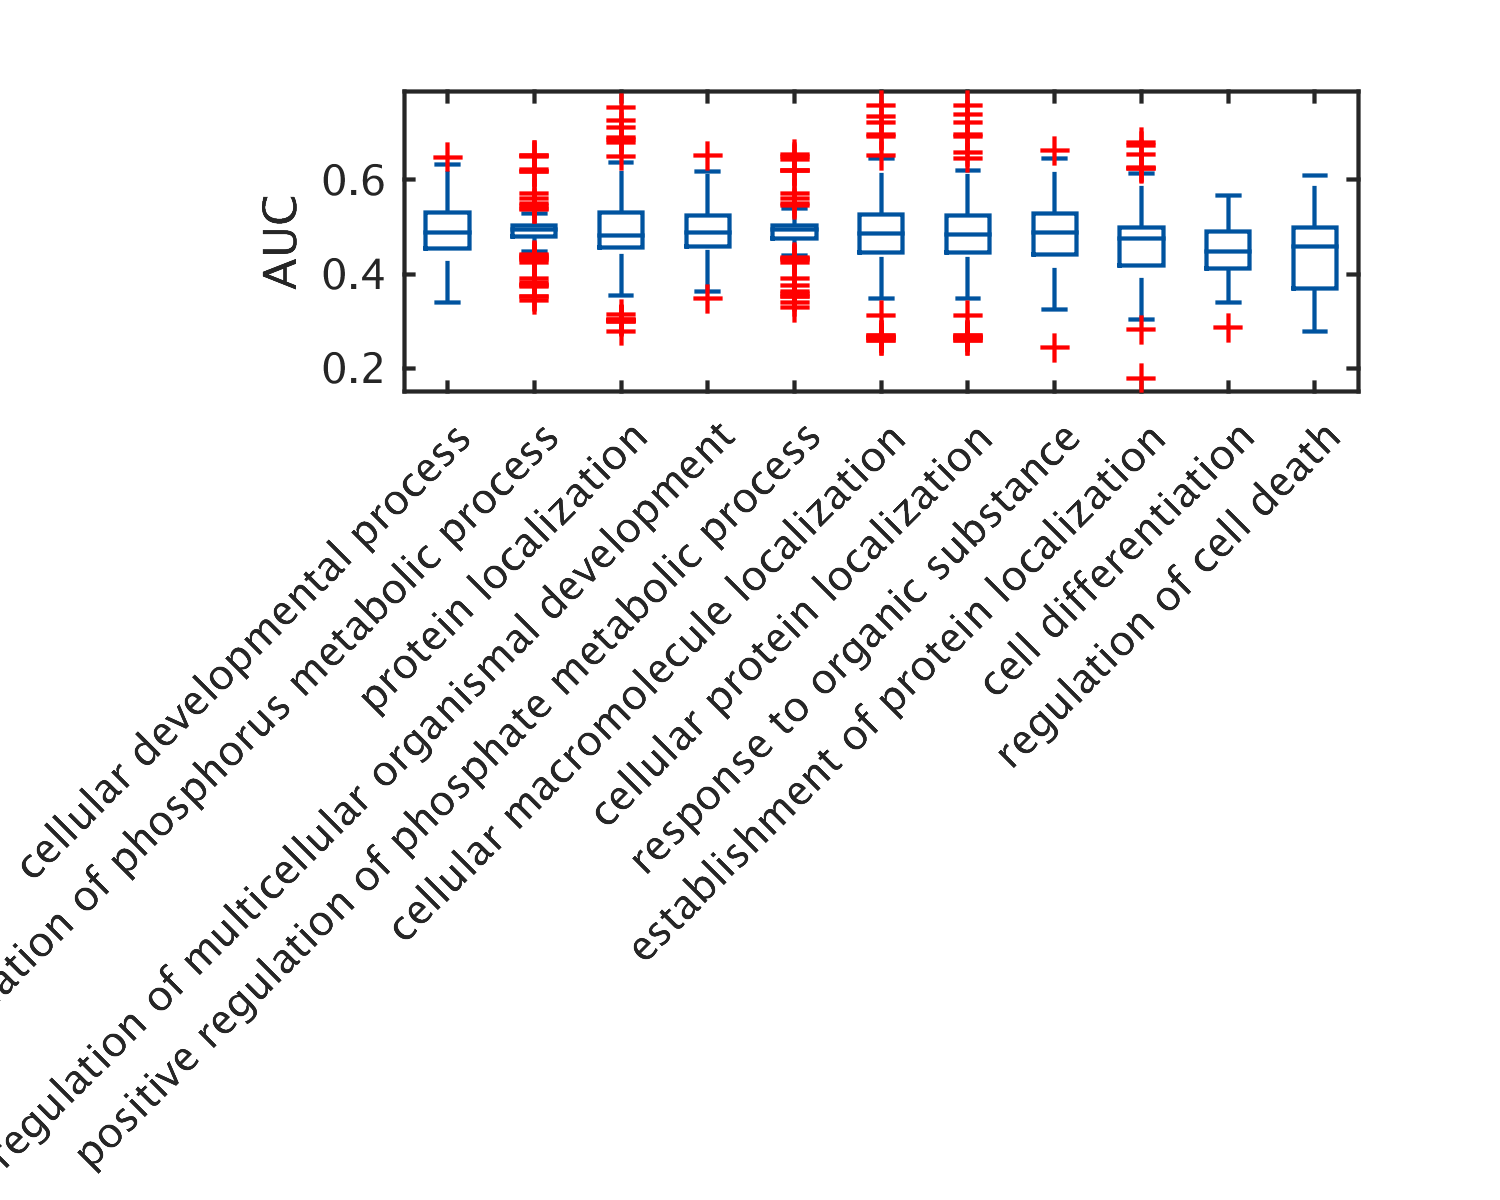 AUC
0.6
0.4
0.2
cellular developmental process
of phosphorus metabolic process
protein localization
regulation of multicellular organismal development
positive regulation of phosphate metabolic process
cellular macromolecule localization
cellular protein localization
response to organic substance
establishment of protein localization
cell differentiation
regulation of cell death